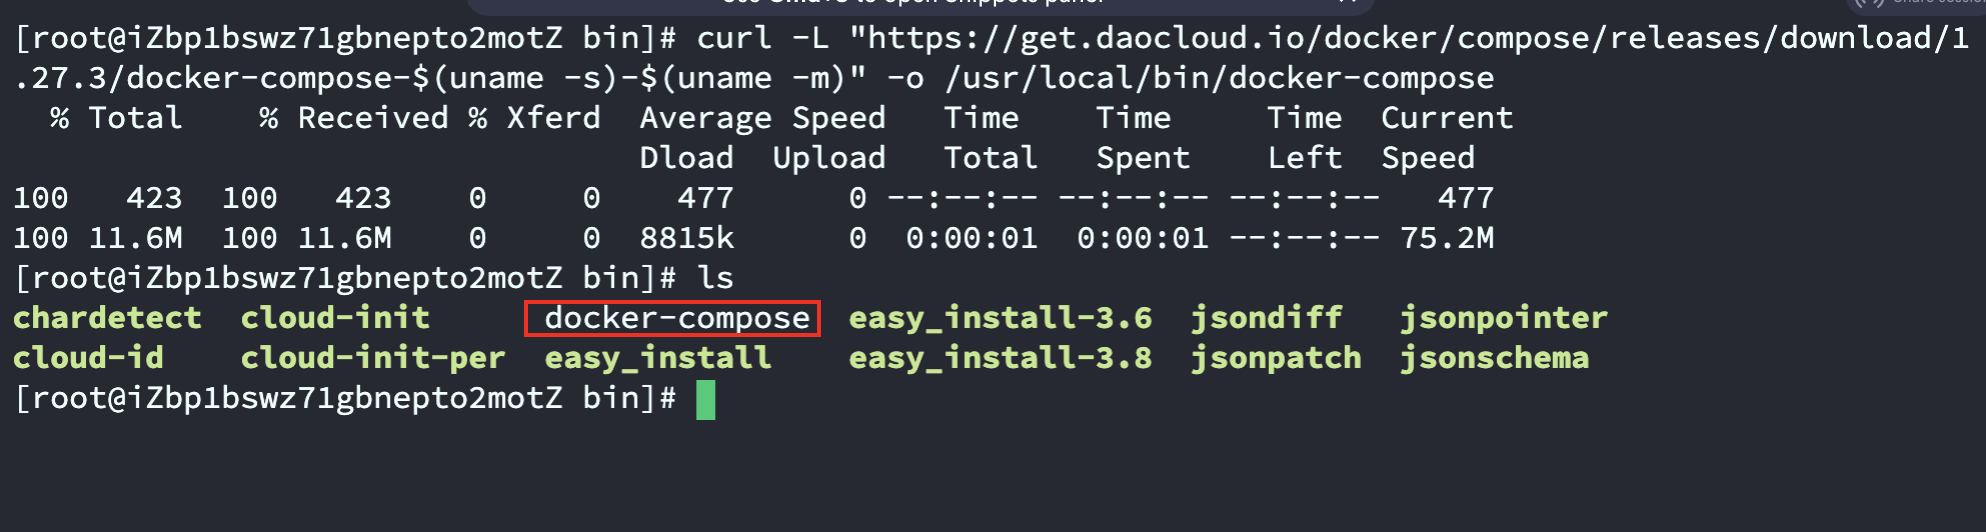 [root@iZbp1bswz71gbnepto2motZ bin]# curl -L "https://get.daocloud.io/docker/compose/releases/download/1
.27.3/docker-compose-$(uname -s)-$(uname -m)" -o /usr/local/bin/docker-compose
% Total % Received % Xferd Average Speed Time Time Time Current
Dload Upload Total Spent Left Speed
100 423 100 423 0 0 477 0 --:--:-- --:--:-- --:--:-- 477
100 11.6M 100 11.6M 0 0 8815k 0 0:00:01 0:00:01 --:--:-- 75.2M
[root@iZbp1bswz71gbnepto2motZ bin]# ls
chardetect cloud-init docker-compose easy_install-3.6 jsondiff jsonpointer
cloud-id cloud-init-per easy_install easy_install-3.8 jsonpatch jsonschema
[root@iZbp1bswz71gbnepto2motZ bin]#